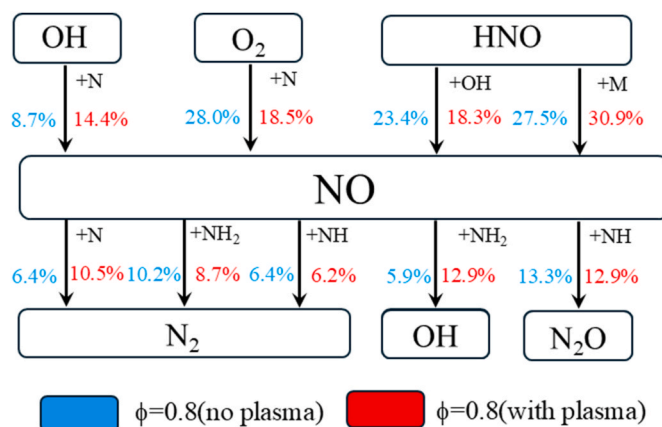 OH O₂ HNO
+N +N +OH +M
8.7% 14.4% 28.0% 18.5% 23.4% 18.3% 27.5% 30.9%
NO
+N +NH₂ +NH +NH₂ +NH
6.4% 10.5% 10.2% 8.7% 6.4% 6.2% 5.9% 12.9% 13.3% 12.9%
N₂ OH N₂O
ϕ=0.8(no plasma) ϕ=0.8(with plasma)